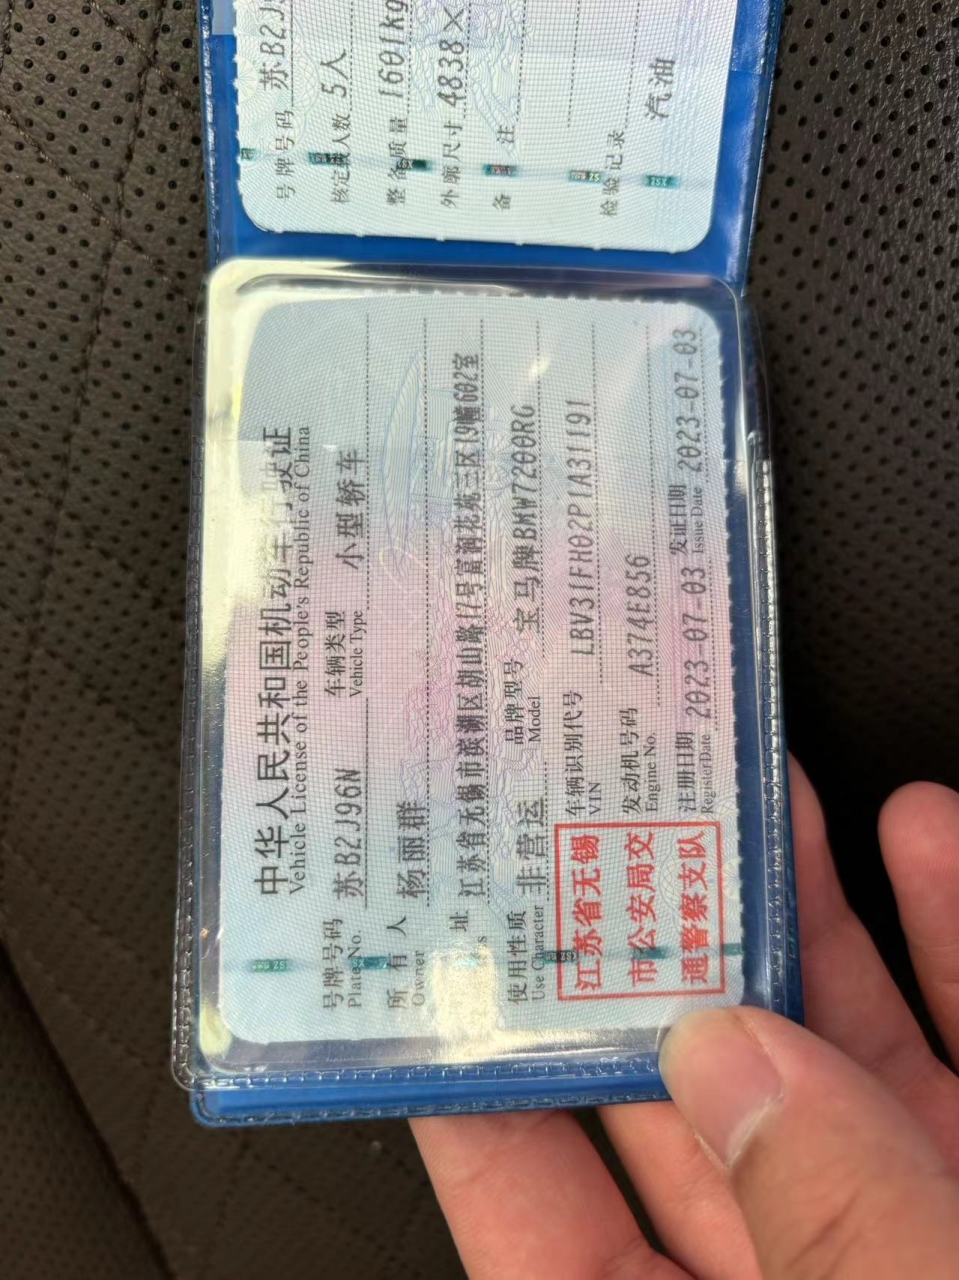 中华人民共和国机动车行驶证
Vehicle License of the People's Republic of China
号牌号码 苏B2J96N 车辆类型 小型轿车
Plate No. Vehicle Type
所有人 杨丽群
Owner
址 江苏省无锡市滨湖区胡山路17号富润花苑三区19幢602室
使用性质 非营运 品牌型号 宝马牌BMW7200RG
Use Character Model
车辆识别代号 LBV31FH02P1A31191
VIN
发动机号码 A374E856
Engine No.
注册日期 2023-07-03 发证日期 2023-07-03
Register Date Issue Date
江苏省无锡
市公安局交
通警察支队
号牌号码 苏B2J
核定载人数 5人
整备质量 1601kg
外廓尺寸 4838×
备注
检验记录
汽油